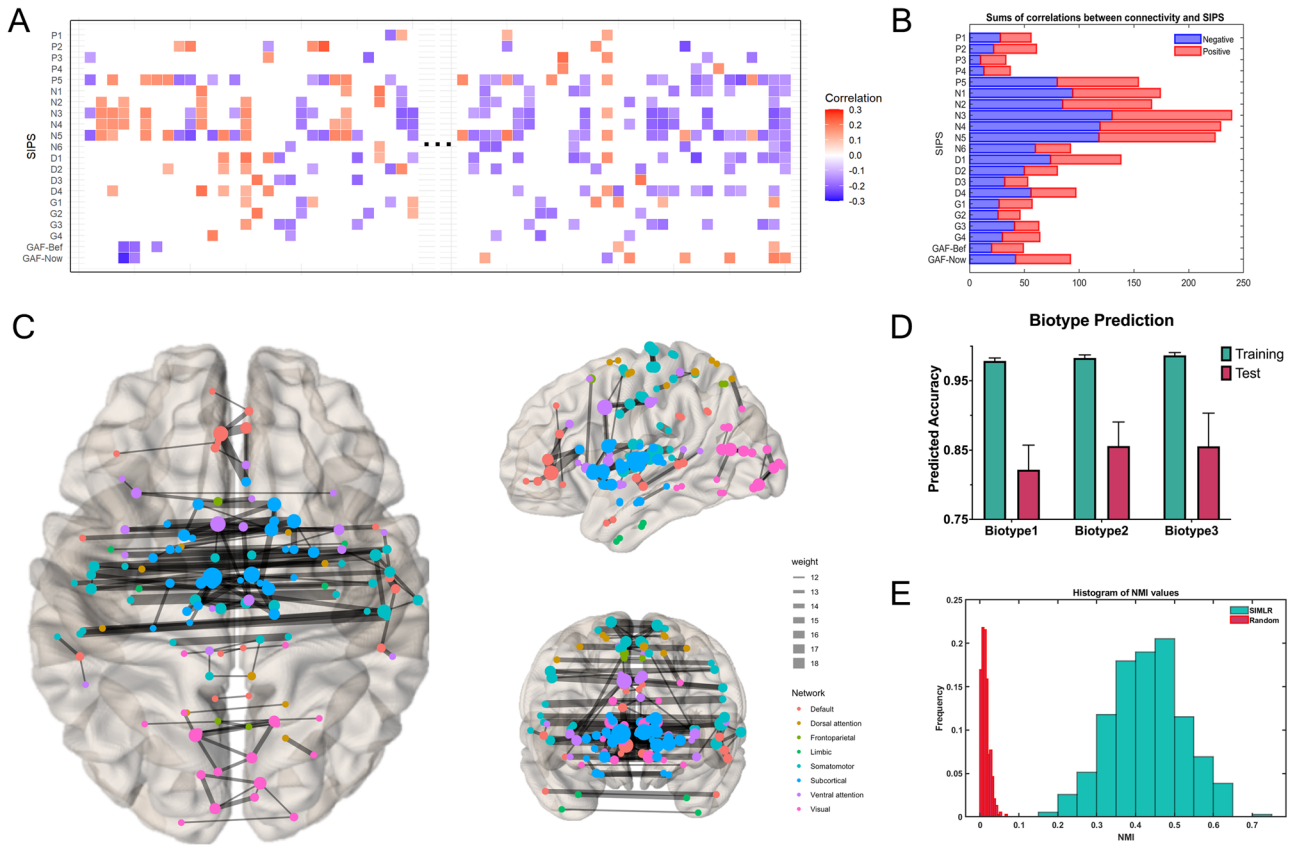 A
SIPS
P1
P2
P3
P4
P5
N1
N2
N3
N4
N5
N6
D1
D2
D3
D4
G1
G2
G3
G4
GAF-Bef
GAF-Now
Correlation
0.3
0.2
0.1
0.0
-0.1
-0.2
-0.3
B
Sums of correlations between connectivity and SIPS
SIPS
P1
P2
P3
P4
P5
N1
N2
N3
N4
N5
N6
D1
D2
D3
D4
G1
G2
G3
G4
GAF-Bef
GAF-Now
Negative
Positive
0 50 100 150 200 250
C
weight
12
13
14
15
16
17
18
Network
Default
Dorsal attention
Frontoparietal
Limbic
Somatomotor
Subcortical
Ventral attention
Visual
D
Biotype Prediction
Predicted Accuracy
0.95
0.85
0.75
Biotype1 Biotype2 Biotype3
Training
Test
E
Histogram of NMI values
Frequency
0.25
0.2
0.15
0.1
0.05
0
SIMLR
Random
0 0.1 0.2 0.3 0.4 0.5 0.6 0.7
NMI